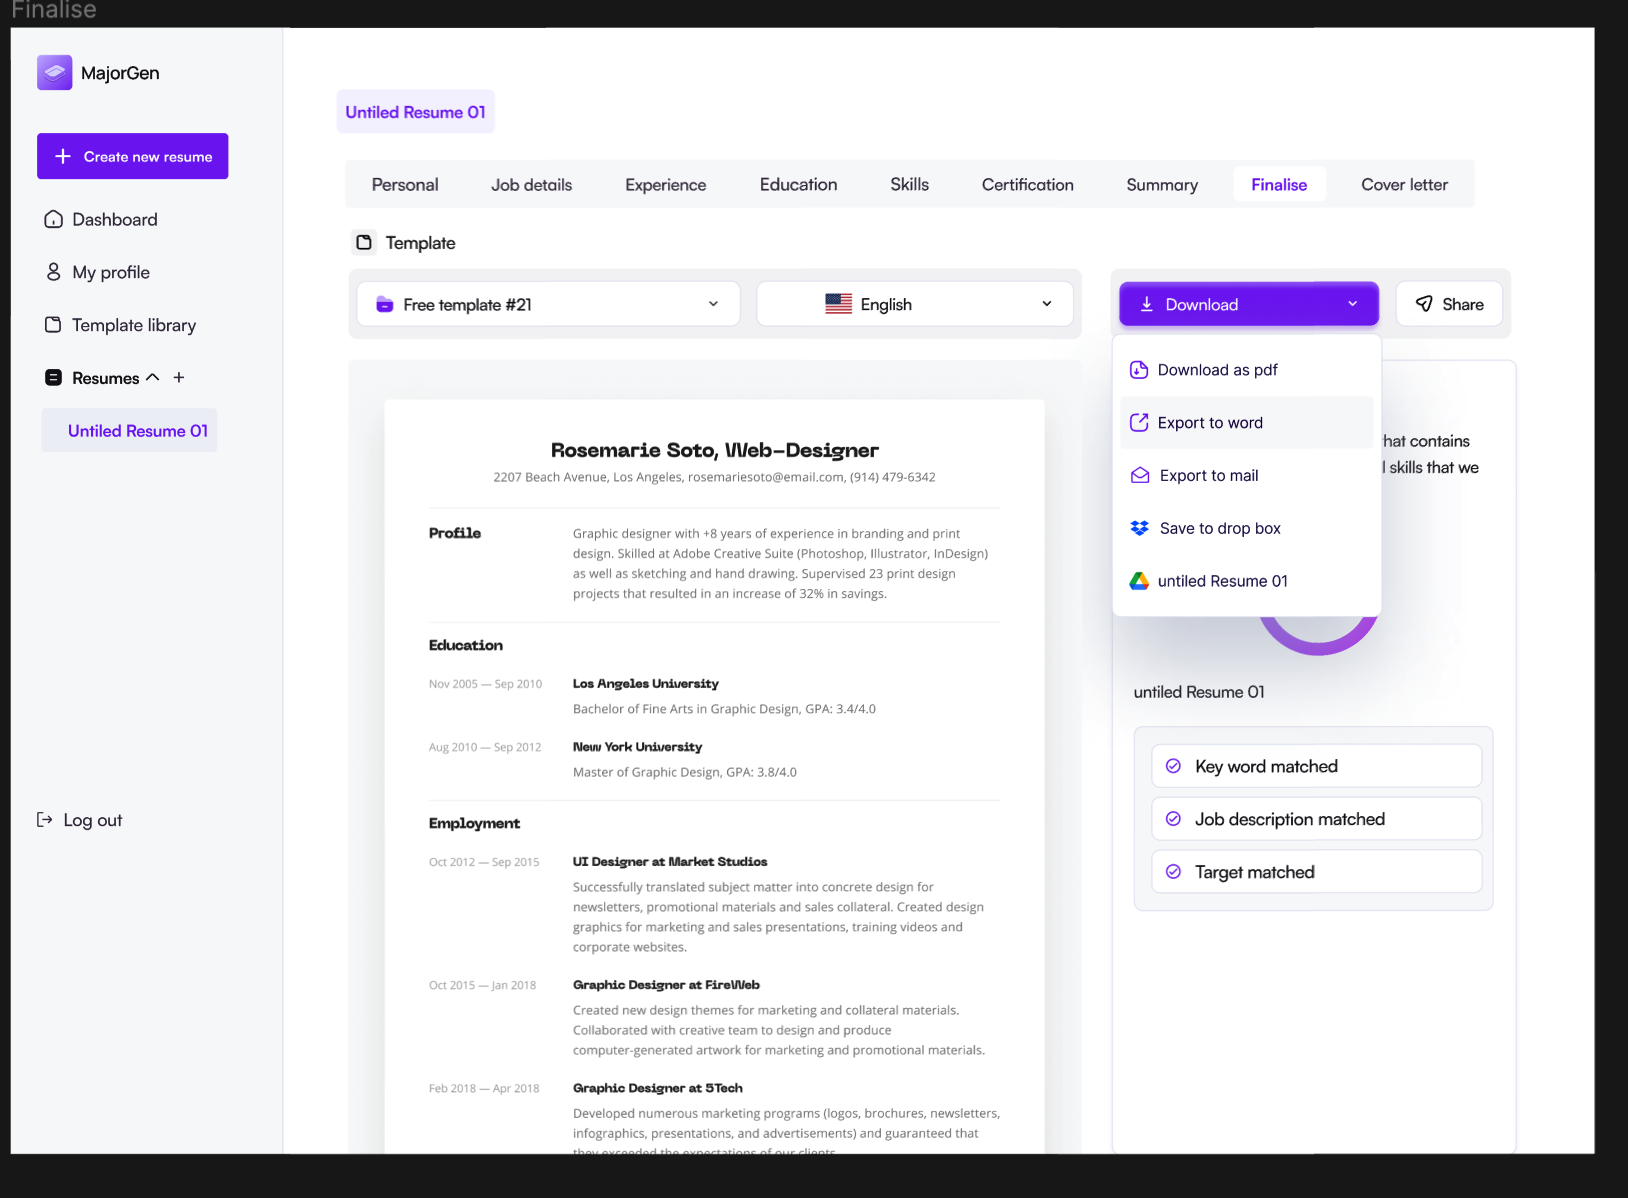 Finalise
MajorGen
Create new resume
Dashboard
My profile
Template library
Resumes
Untiled Resume 01
Log out
Untiled Resume 01
Personal
Job details
Experience
Education
Skills
Certification
Summary
Finalise
Cover letter
Template
Free template #21
English
Download
Share
Rosemarie Soto, Web-Designer
2207 Beach Avenue, Los Angeles, rosemariesoto@email.com, (914) 479-6342
Profile
Graphic designer with +8 years of experience in branding and print
design. Skilled at Adobe Creative Suite (Photoshop, Illustrator, InDesign)
as well as sketching and hand drawing. Supervised 23 print design
projects that resulted in an increase of 32% in savings.
Education
Nov 2005 — Sep 2010
Los Angeles University
Bachelor of Fine Arts in Graphic Design, GPA: 3.4/4.0
Aug 2010 — Sep 2012
New York University
Master of Graphic Design, GPA: 3.8/4.0
Employment
Oct 2012 — Sep 2015
UI Designer at Market Studios
Successfully translated subject matter into concrete design for
newsletters, promotional materials and sales collateral. Created design
graphics for marketing and sales presentations, training videos and
corporate websites.
Oct 2015 — Jan 2018
Graphic Designer at FireWeb
Created new design themes for marketing and collateral materials.
Collaborated with creative team to design and produce
computer-generated artwork for marketing and promotional materials.
Feb 2018 — Apr 2018
Graphic Designer at 5Tech
Developed numerous marketing programs (logos, brochures, newsletters,
infographics, presentations, and advertisements) and guaranteed that
they exceeded the expectations of our clients.
Download as pdf
Export to word
Export to mail
Save to drop box
untiled Resume 01
contains
skills that we
untiled Resume 01
Key word matched
Job description matched
Target matched